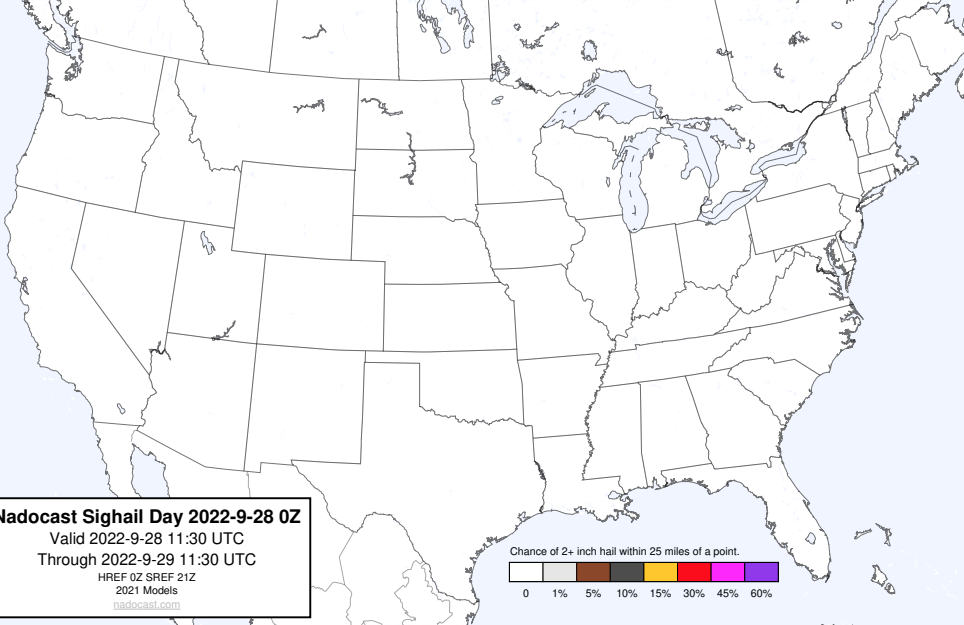 Nadocast Sighail Day 2022-9-28 0Z
Valid 2022-9-28 11:30 UTC
Through 2022-9-29 11:30 UTC
HREF 0Z SREF 21Z
2021 Models
nadocast.com
Chance of 2+ inch hail within 25 miles of a point.
0 1% 5% 10% 15% 30% 45% 60%